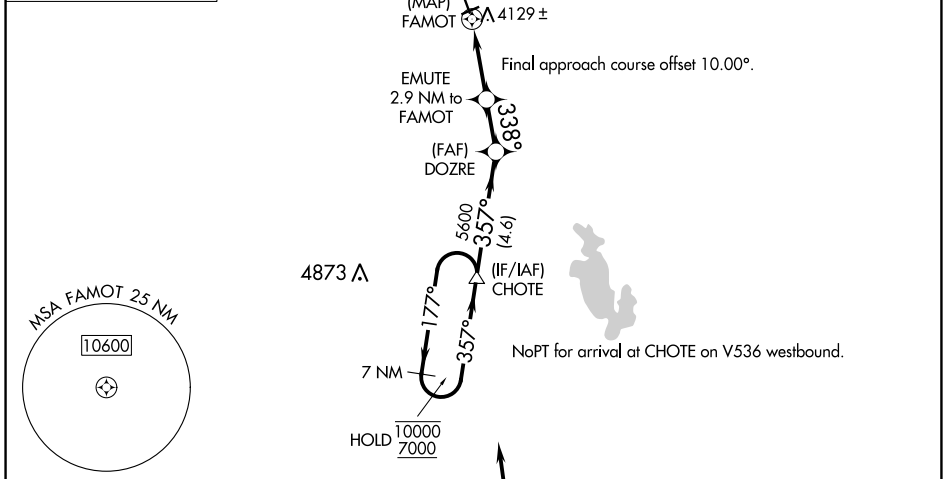 (MAP)
FAMOT
4129 ±
Final approach course offset 10.00°.
EMUTE
2.9 NM to
FAMOT
338°
(FAF)
DOZRE
5600
357°
(4.6)
4873
(IF/IAF)
CHOTE
MSA FAMOT 25 NM
10600
177°
357°
NoPT for arrival at CHOTE on V536 westbound.
7 NM
HOLD 10000
7000